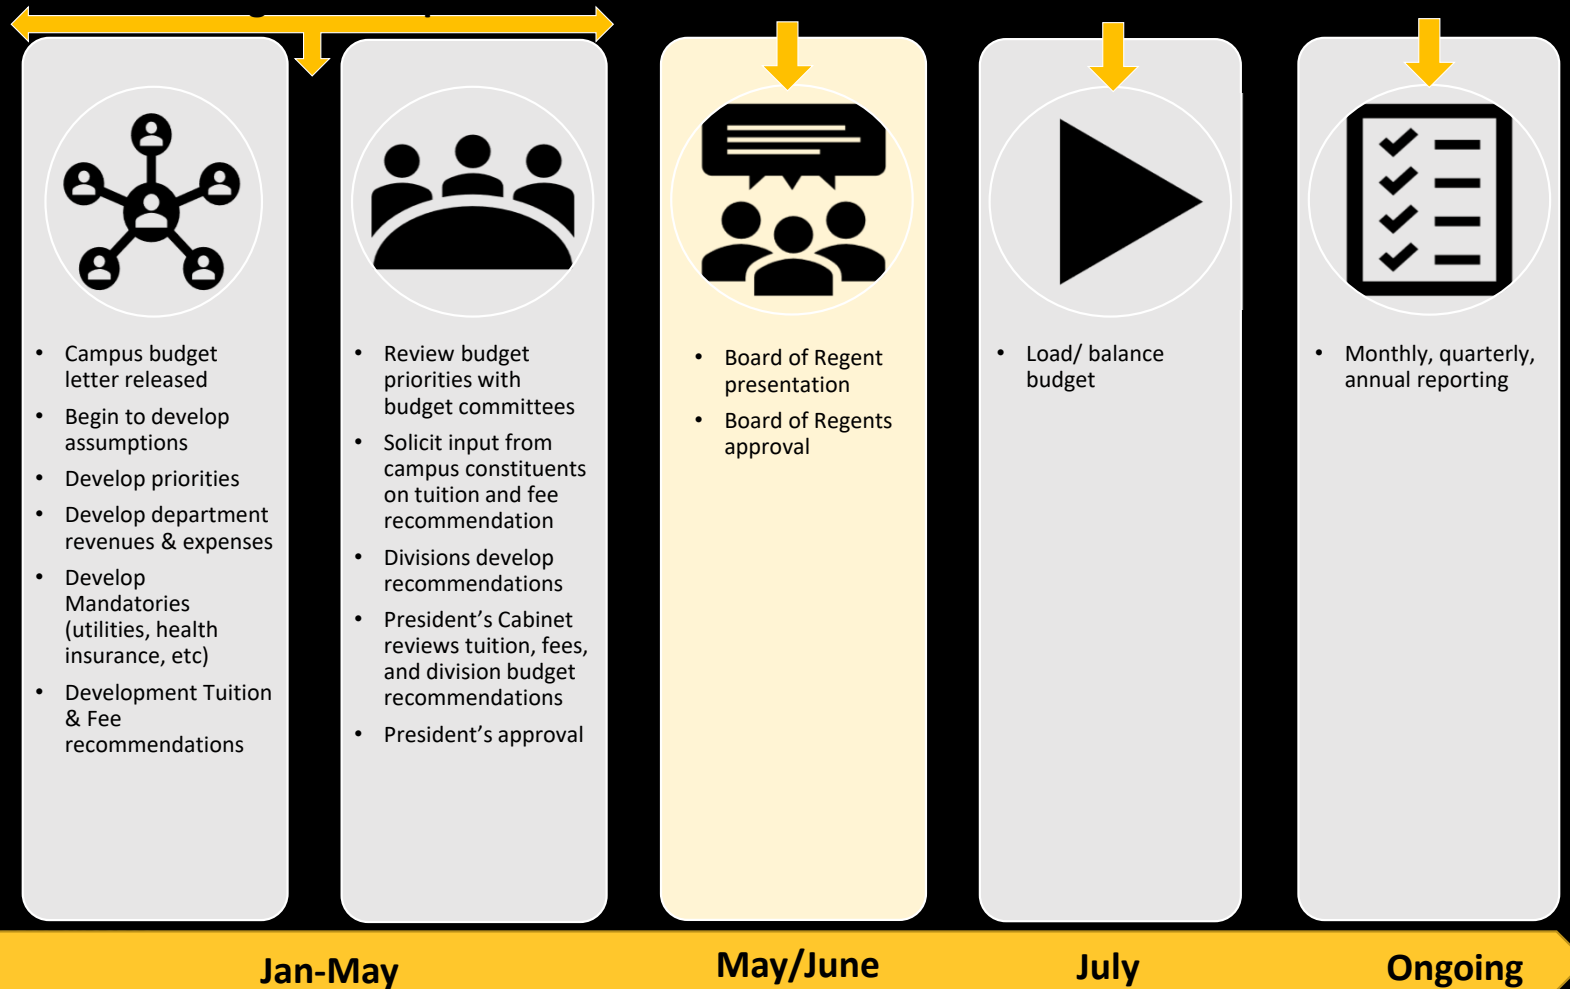 • Campus budget
letter released
• Begin to develop
assumptions
• Develop priorities
• Develop department
revenues & expenses
• Develop
Mandatories
(utilities, health
insurance, etc)
• Development Tuition
& Fee
recommendations
• Review budget
priorities with
budget committees
• Solicit input from
campus constituents
on tuition and fee
recommendation
• Divisions develop
recommendations
• President’s Cabinet
reviews tuition, fees,
and division budget
recommendations
• President’s approval
• Board of Regent
presentation
• Board of Regents
approval
• Load/ balance
budget
• Monthly, quarterly,
annual reporting
Jan-May
May/June
July
Ongoing